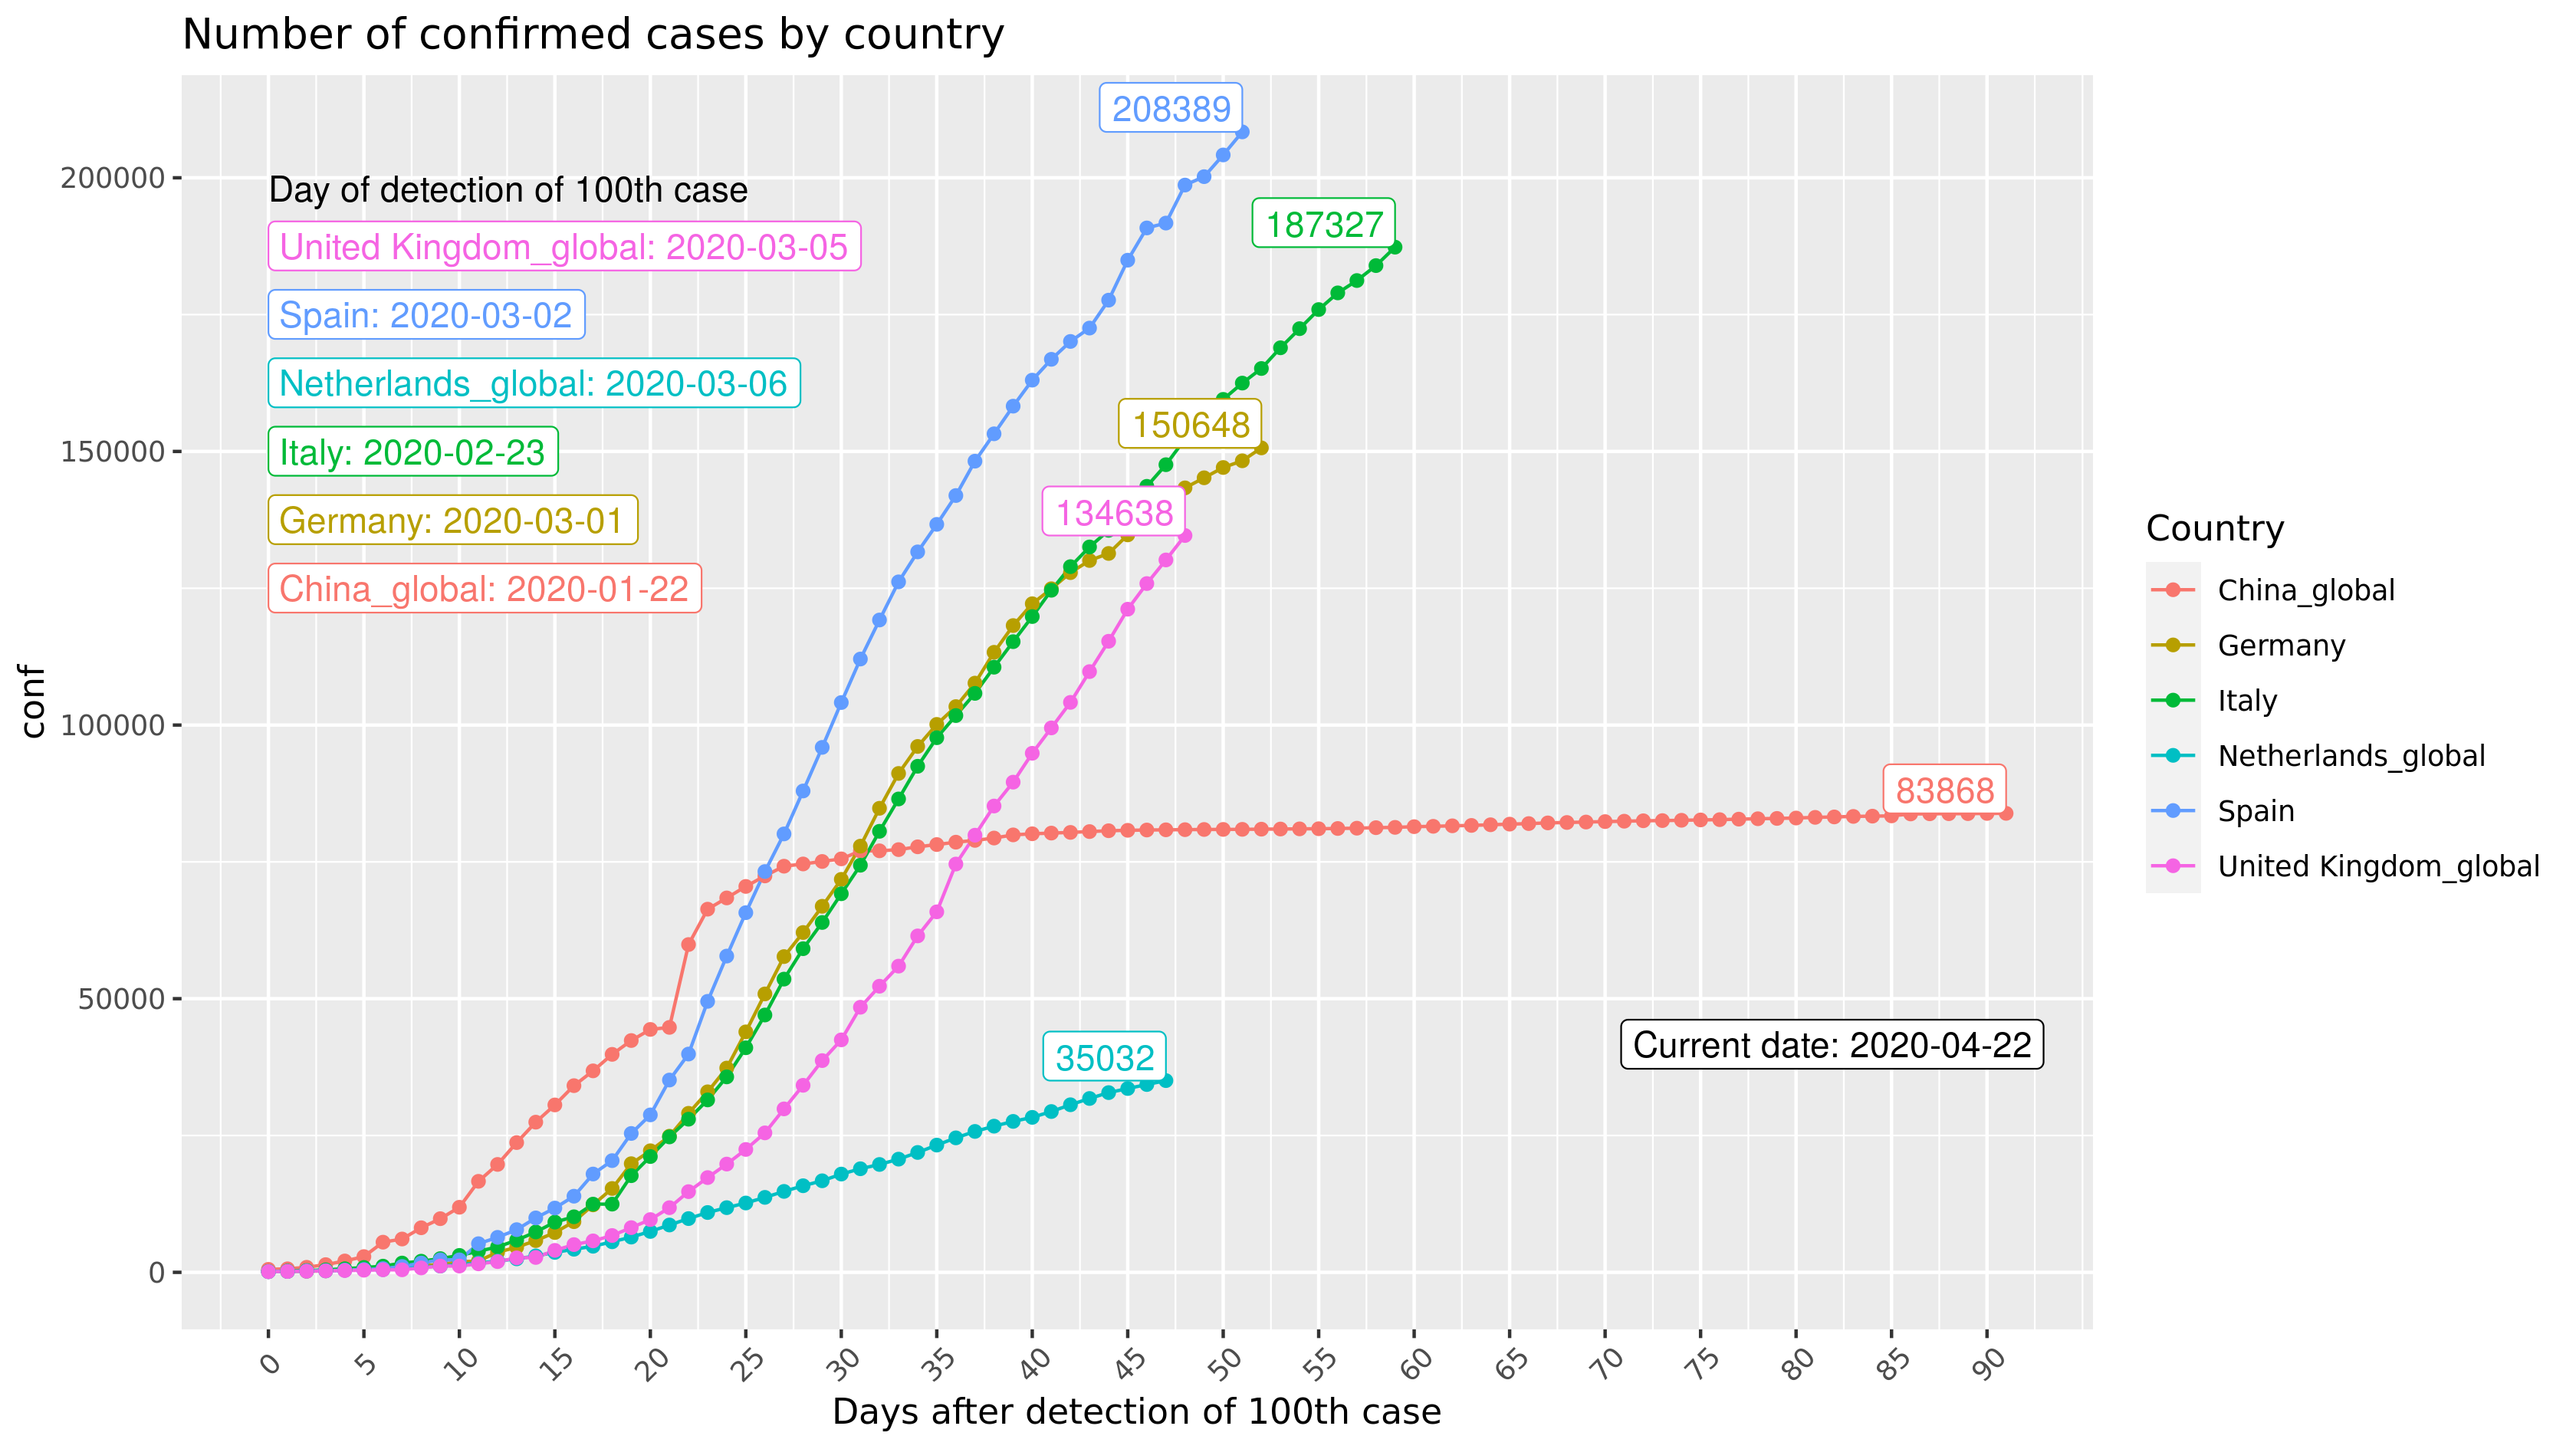 Number of confirmed cases by country
208389
200000
Day of detection of 100th case
187327
United Kingdom_global: 2020-03-05
Spain: 2020-03-02
Netherlands_global: 2020-03-06
150648
150000
Italy: 2020-02-23
134638
Germany: 2020-03-01
China_global: 2020-01-22
conf
100000
83868
50000
Current date: 2020-04-22
35032
0
0 5 10 15 20 25 30 35 40 45 50 55 60 65 70 75 80 85 90
Days after detection of 100th case
Country
China_global
Germany
Italy
Netherlands_global
Spain
United Kingdom_global